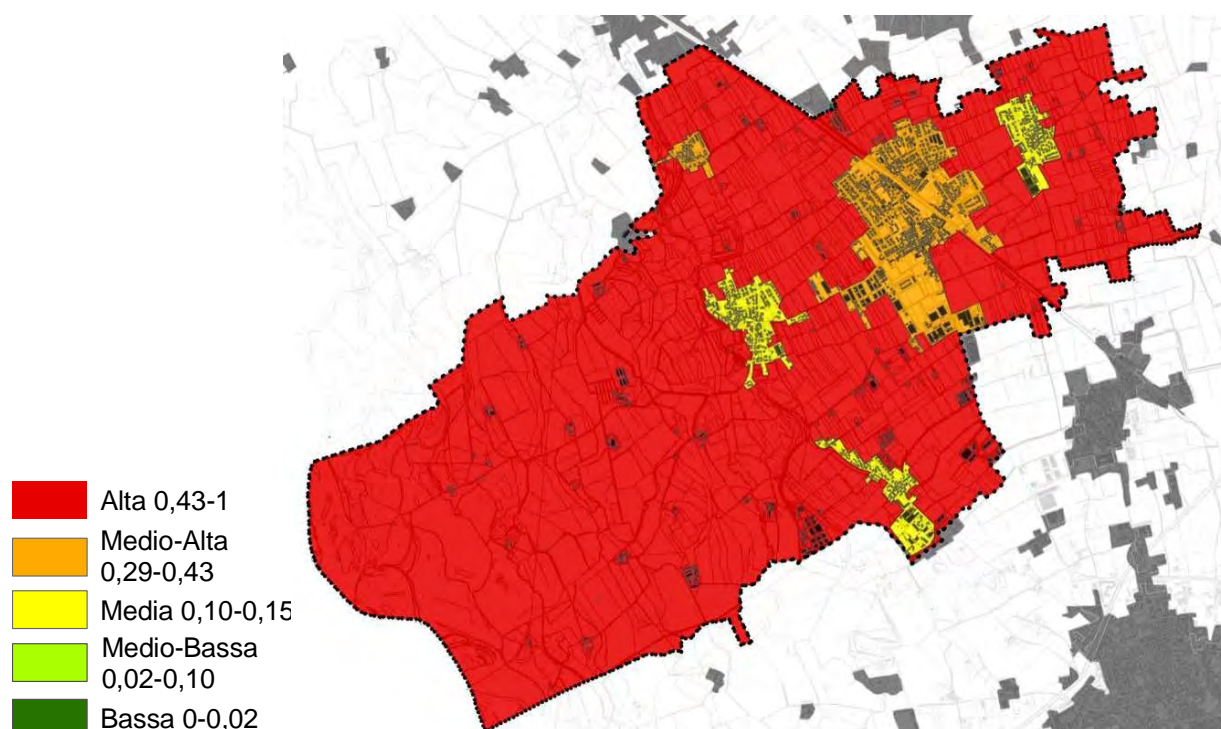 Alta 0,43-1
Medio-Alta
0,29-0,43
Media 0,10-0,15
Medio-Bassa
0,02-0,10
Bassa 0-0,02